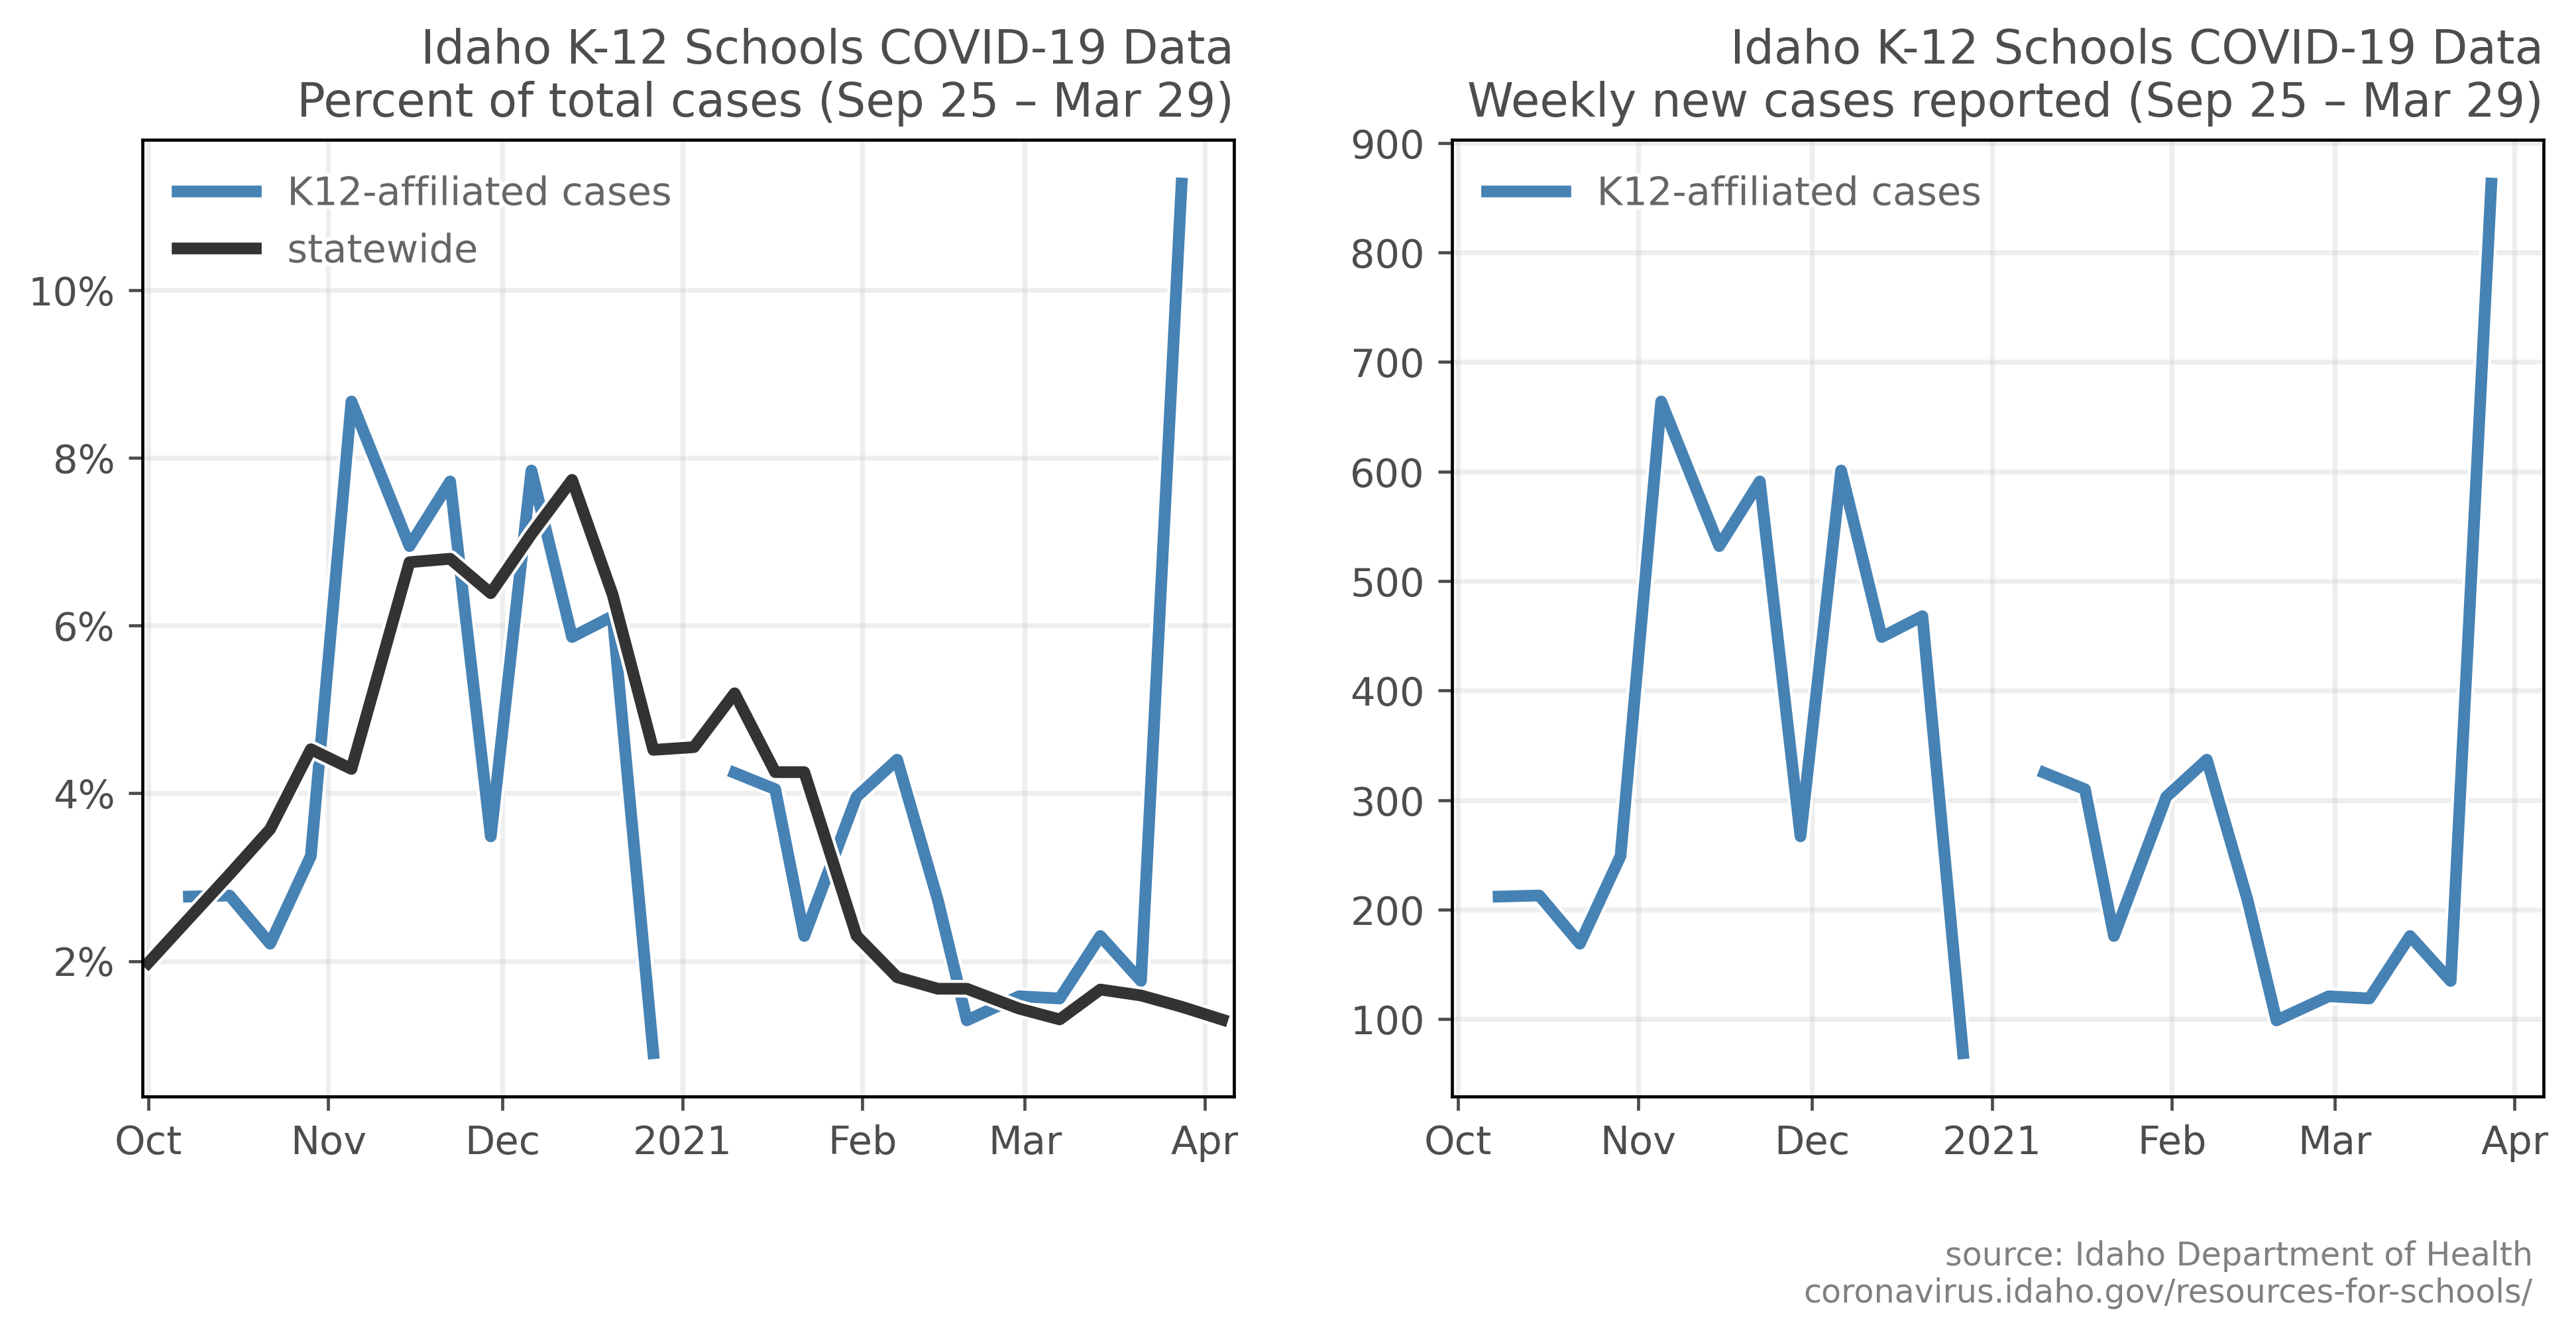 Idaho K-12 Schools COVID-19 Data
Percent of total cases (Sep 25 – Mar 29)
K12-affiliated cases
statewide
10%
8%
6%
4%
2%
Oct Nov Dec 2021 Feb Mar Apr
Idaho K-12 Schools COVID-19 Data
Weekly new cases reported (Sep 25 – Mar 29)
900
K12-affiliated cases
800
700
600
500
400
300
200
100
Oct Nov Dec 2021 Feb Mar Apr
source: Idaho Department of Health
coronavirus.idaho.gov/resources-for-schools/